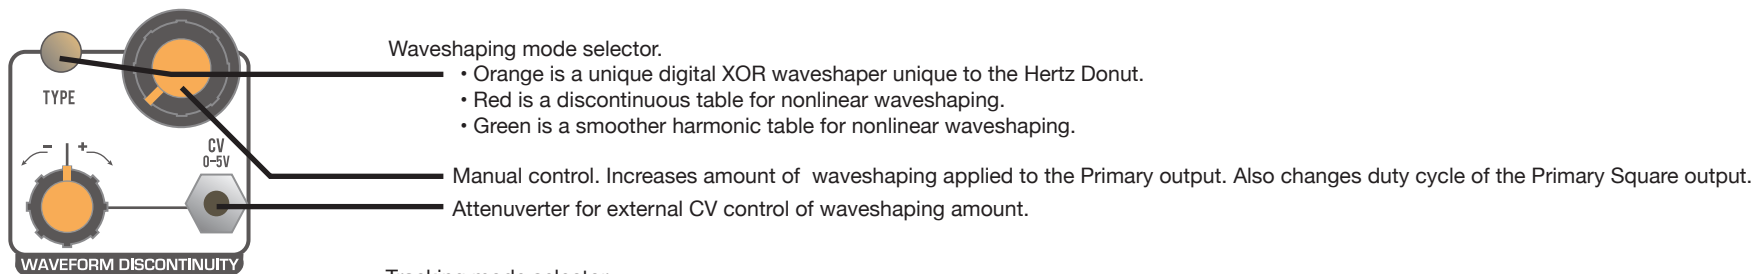 Waveshaping mode selector.
• Orange is a unique digital XOR waveshaper unique to the Hertz Donut.
• Red is a discontinuous table for nonlinear waveshaping.
• Green is a smoother harmonic table for nonlinear waveshaping.
TYPE
- +
CV
0-5V
Manual control. Increases amount of  waveshaping applied to the Primary output. Also changes duty cycle of the Primary Square output.
Attenuverter for external CV control of waveshaping amount.
WAVEFORM DISCONTINUITY
Tracking mode selector